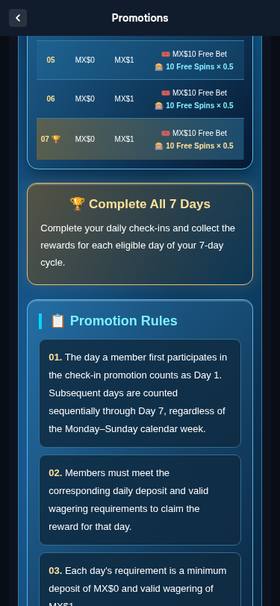 Promotions
05 MX$0 MX$1 🎟️ MX$10 Free Bet
🎰 10 Free Spins × 0.5
06 MX$0 MX$1 🎟️ MX$10 Free Bet
🎰 10 Free Spins × 0.5
07 🏆 MX$0 MX$1 🎟️ MX$10 Free Bet
🎰 10 Free Spins × 0.5
🏆 Complete All 7 Days
Complete your daily check-ins and collect the
rewards for each eligible day of your 7-day
cycle.
📋 Promotion Rules
01. The day a member first participates in
the check-in promotion counts as Day 1.
Subsequent days are counted
sequentially through Day 7, regardless of
the Monday–Sunday calendar week.
02. Members must meet the
corresponding daily deposit and valid
wagering requirements to claim the
reward for that day.
03. Each day's requirement is a minimum
deposit of MX$0 and valid wagering of
MX$1